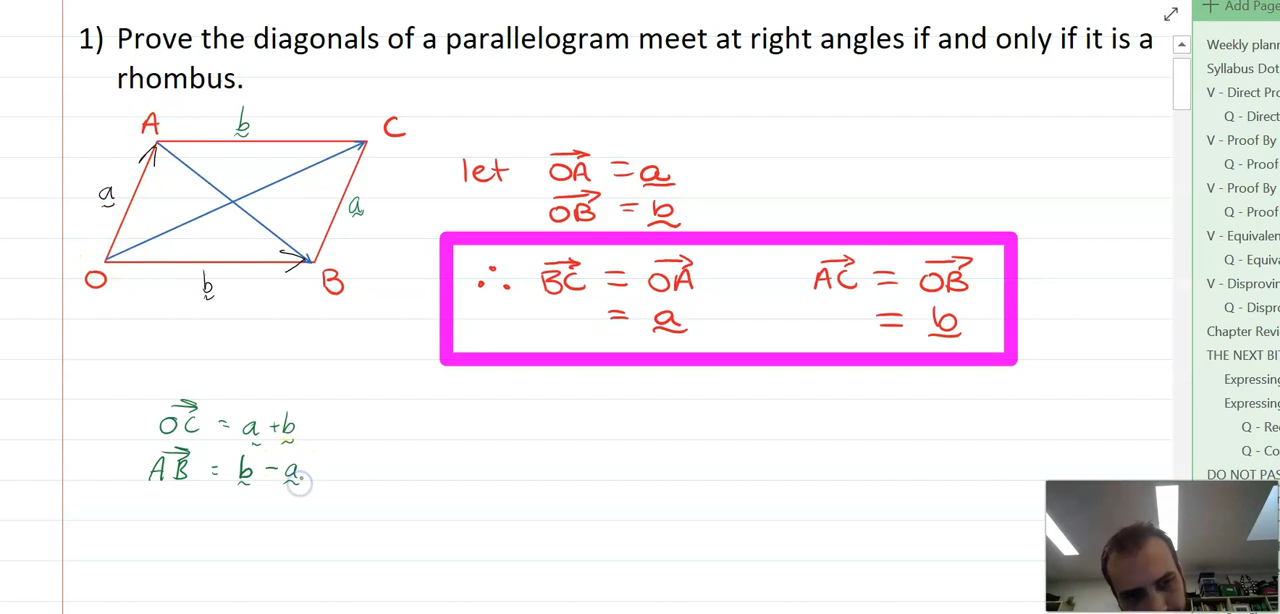 1) Prove the diagonals of a parallelogram meet at right angles if and only if it is a
rhombus.
A b C
a a
O b B
let OA = a
OB = b
∴ BC = OA
= a
AC = OB
= b
OC = a + b
AB = b - a
+ Add Page
Weekly plann
Syllabus Dot
V - Direct Pro
Q - Direct
V - Proof By
Q - Proof
V - Proof By
Q - Proof
V - Equivalen
Q - Equiva
V - Disprovin
Q - Dispro
Chapter Revi
THE NEXT BI
Expressing
Expressing
Q - Re
Q - Co
DO NOT PAS